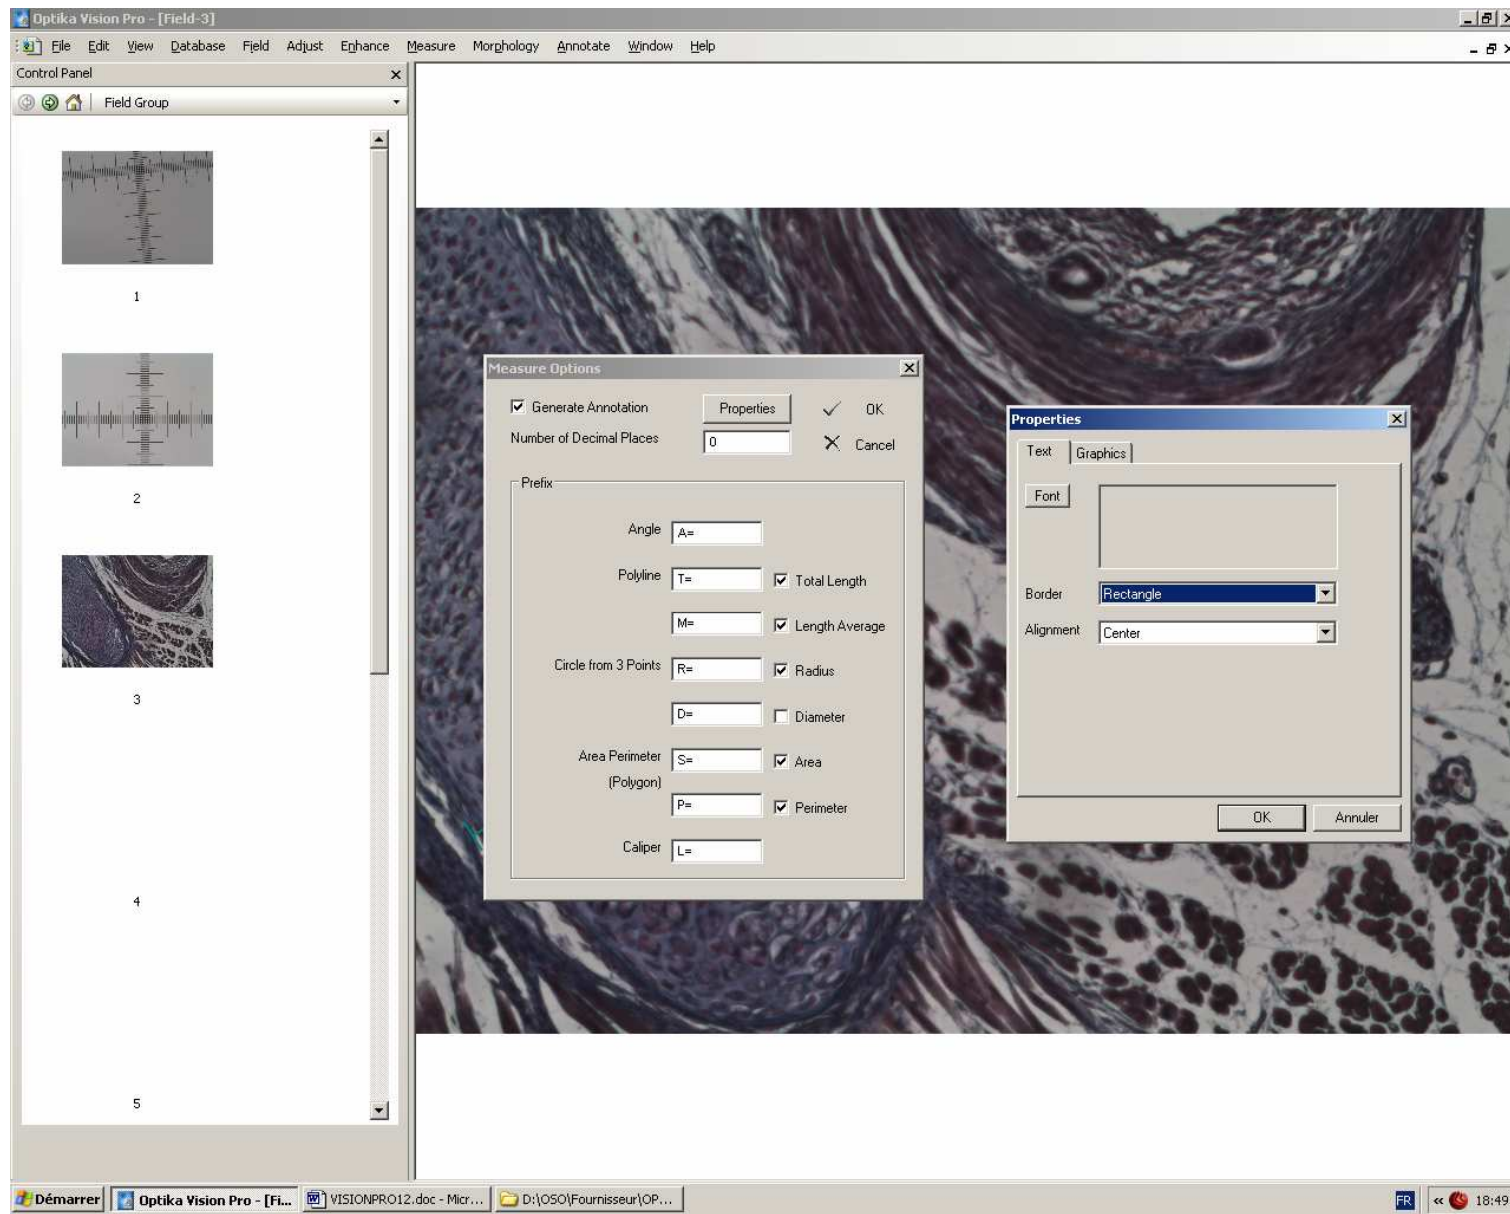 Optika Vision Pro - [Field-3]
File Edit View Database Field Adjust Enhance Measure Morphology Annotate Window Help
Control Panel
Field Group
1
2
3
4
5
Measure Options
Generate Annotation Properties OK
Number of Decimal Places 0 Cancel
Prefix
Angle A=
Polyline T= Total Length
M= Length Average
Circle from 3 Points R= Radius
D= Diameter
Area Perimeter S= Area
(Polygon)
P= Perimeter
Caliper L=
Properties
Text Graphics
Font
Border Rectangle
Alignment Center
OK Annuler
Démarrer Optika Vision Pro - [Fi... VISIONPRO12.doc - Micr... D:\OSO\Fournisseur\OP... FR « 18:49